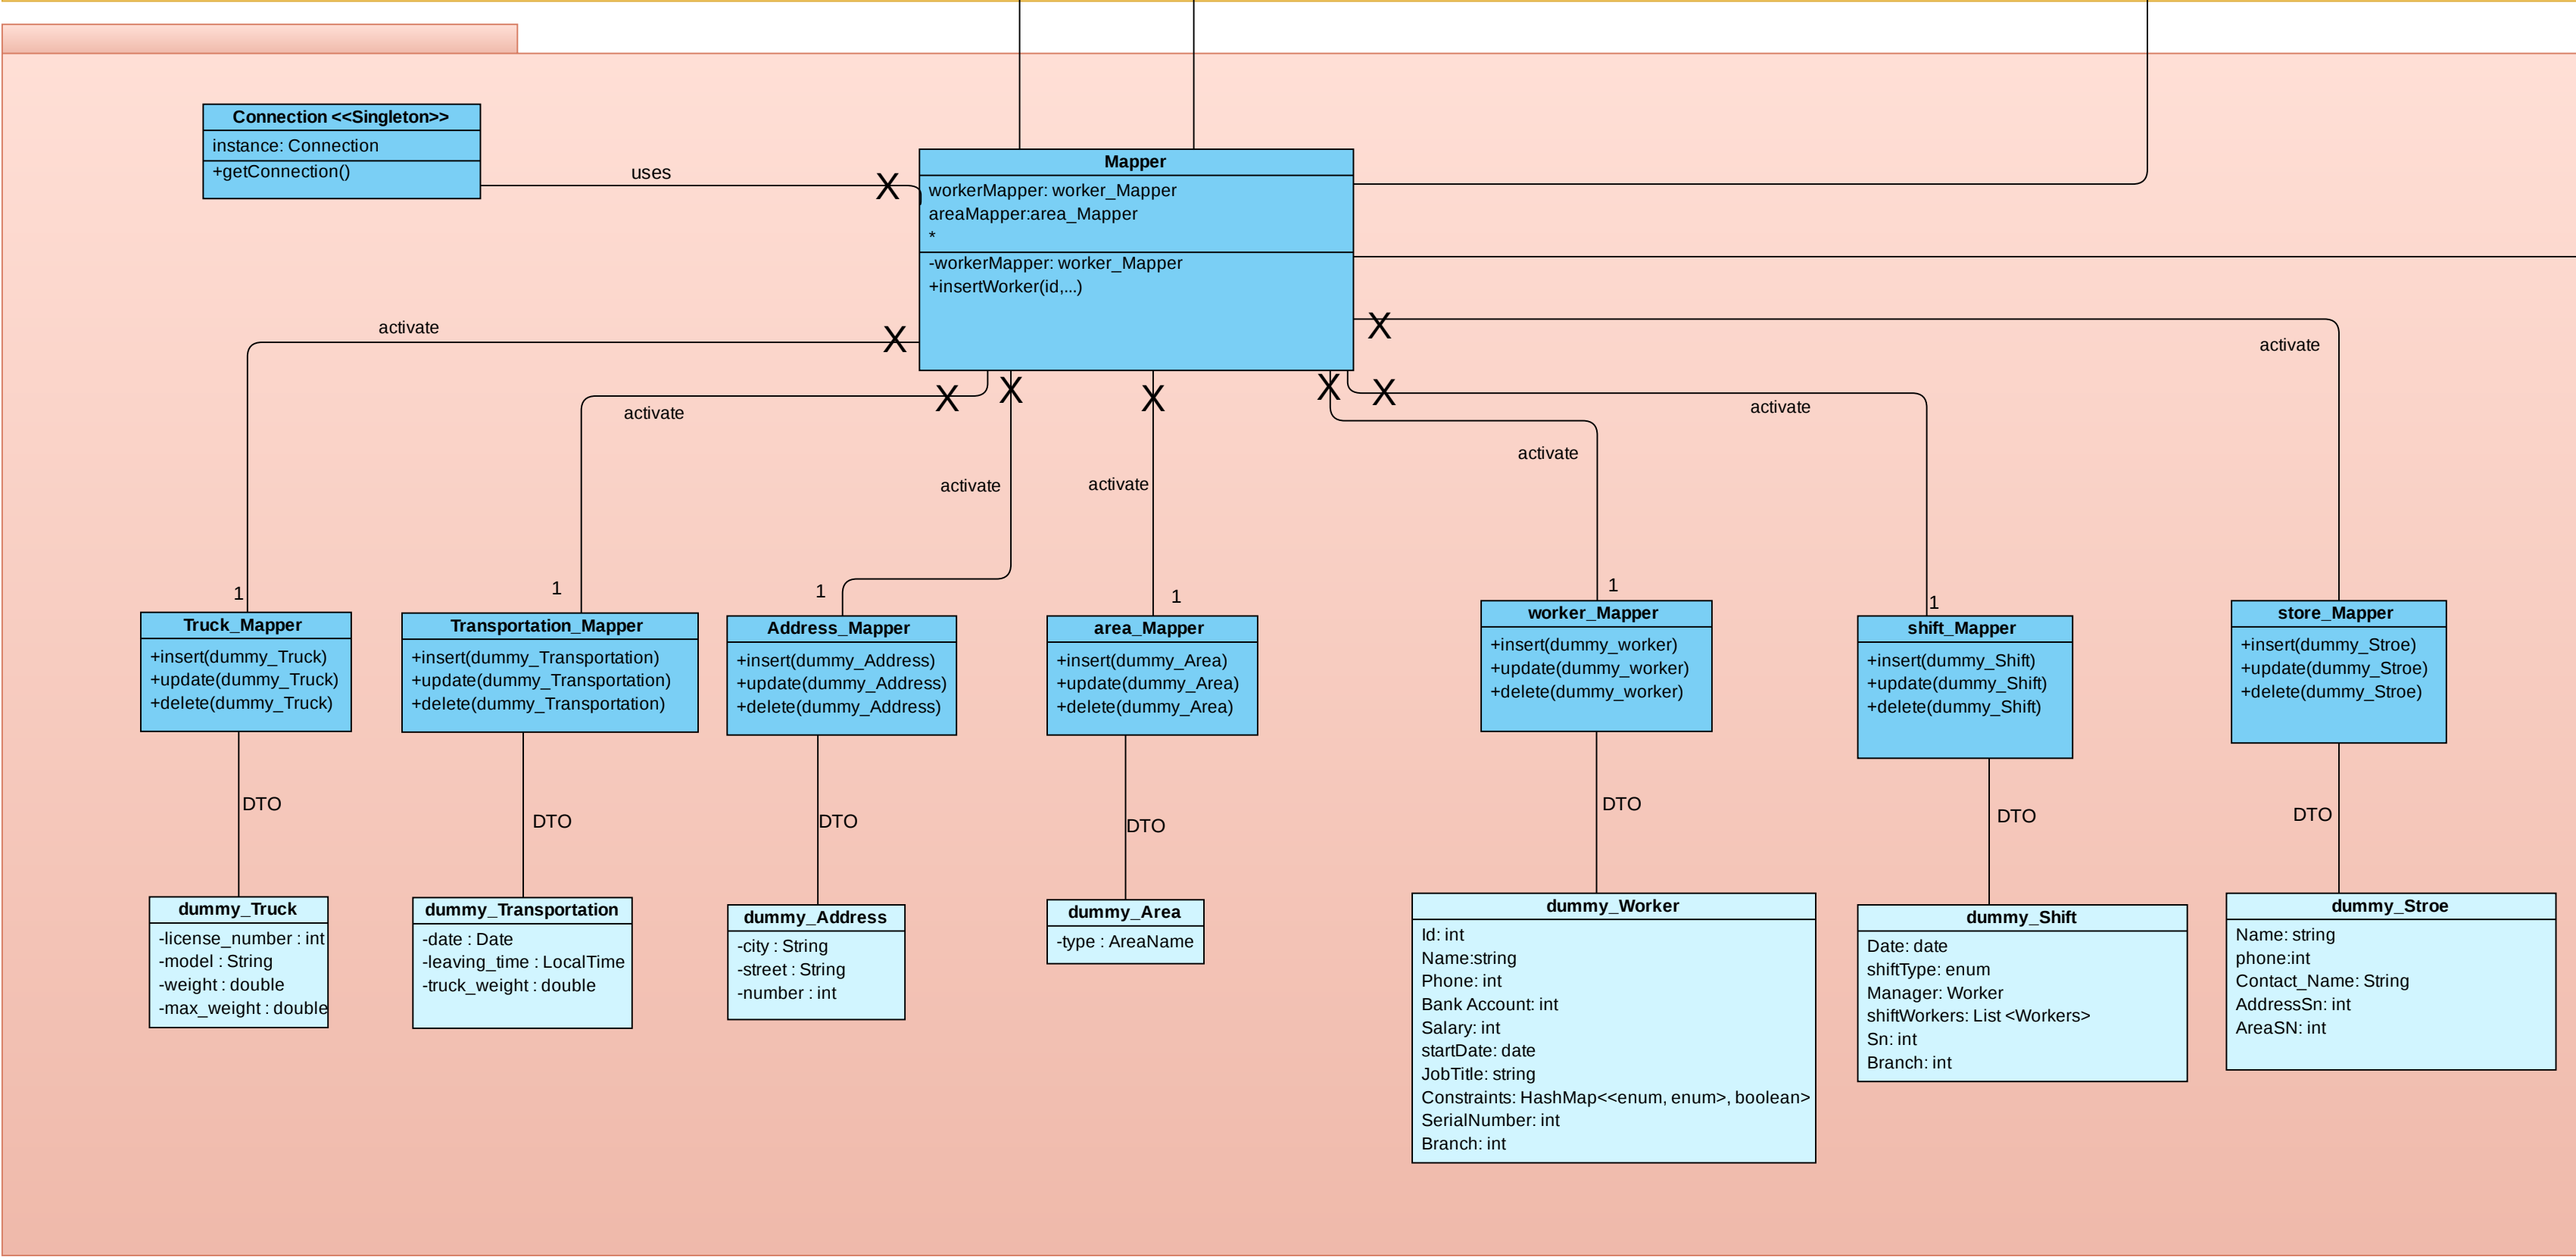 Connection <<Singleton>>
instance: Connection
+getConnection()
uses
X
Mapper
workerMapper: worker_Mapper
areaMapper:area_Mapper
*
-workerMapper: worker_Mapper
+insertWorker(id,...)
activate
X
activate
X
X
activate
X
activate
X
activate
X
activate
X
activate
1
Truck_Mapper
+insert(dummy_Truck)
+update(dummy_Truck)
+delete(dummy_Truck)
1
Transportation_Mapper
+insert(dummy_Transportation)
+update(dummy_Transportation)
+delete(dummy_Transportation)
1
Address_Mapper
+insert(dummy_Address)
+update(dummy_Address)
+delete(dummy_Address)
1
area_Mapper
+insert(dummy_Area)
+update(dummy_Area)
+delete(dummy_Area)
1
worker_Mapper
+insert(dummy_worker)
+update(dummy_worker)
+delete(dummy_worker)
1
shift_Mapper
+insert(dummy_Shift)
+update(dummy_Shift)
+delete(dummy_Shift)
store_Mapper
+insert(dummy_Stroe)
+update(dummy_Stroe)
+delete(dummy_Stroe)
DTO
DTO
DTO
DTO
DTO
DTO
DTO
dummy_Truck
-license_number : int
-model : String
-weight : double
-max_weight : double
dummy_Transportation
-date : Date
-leaving_time : LocalTime
-truck_weight : double
dummy_Address
-city : String
-street : String
-number : int
dummy_Area
-type : AreaName
dummy_Worker
Id: int
Name:string
Phone: int
Bank Account: int
Salary: int
startDate: date
JobTitle: string
Constraints: HashMap<<enum, enum>, boolean>
SerialNumber: int
Branch: int
dummy_Shift
Date: date
shiftType: enum
Manager: Worker
shiftWorkers: List <Workers>
Sn: int
Branch: int
dummy_Stroe
Name: string
phone:int
Contact_Name: String
AddressSn: int
AreaSN: int